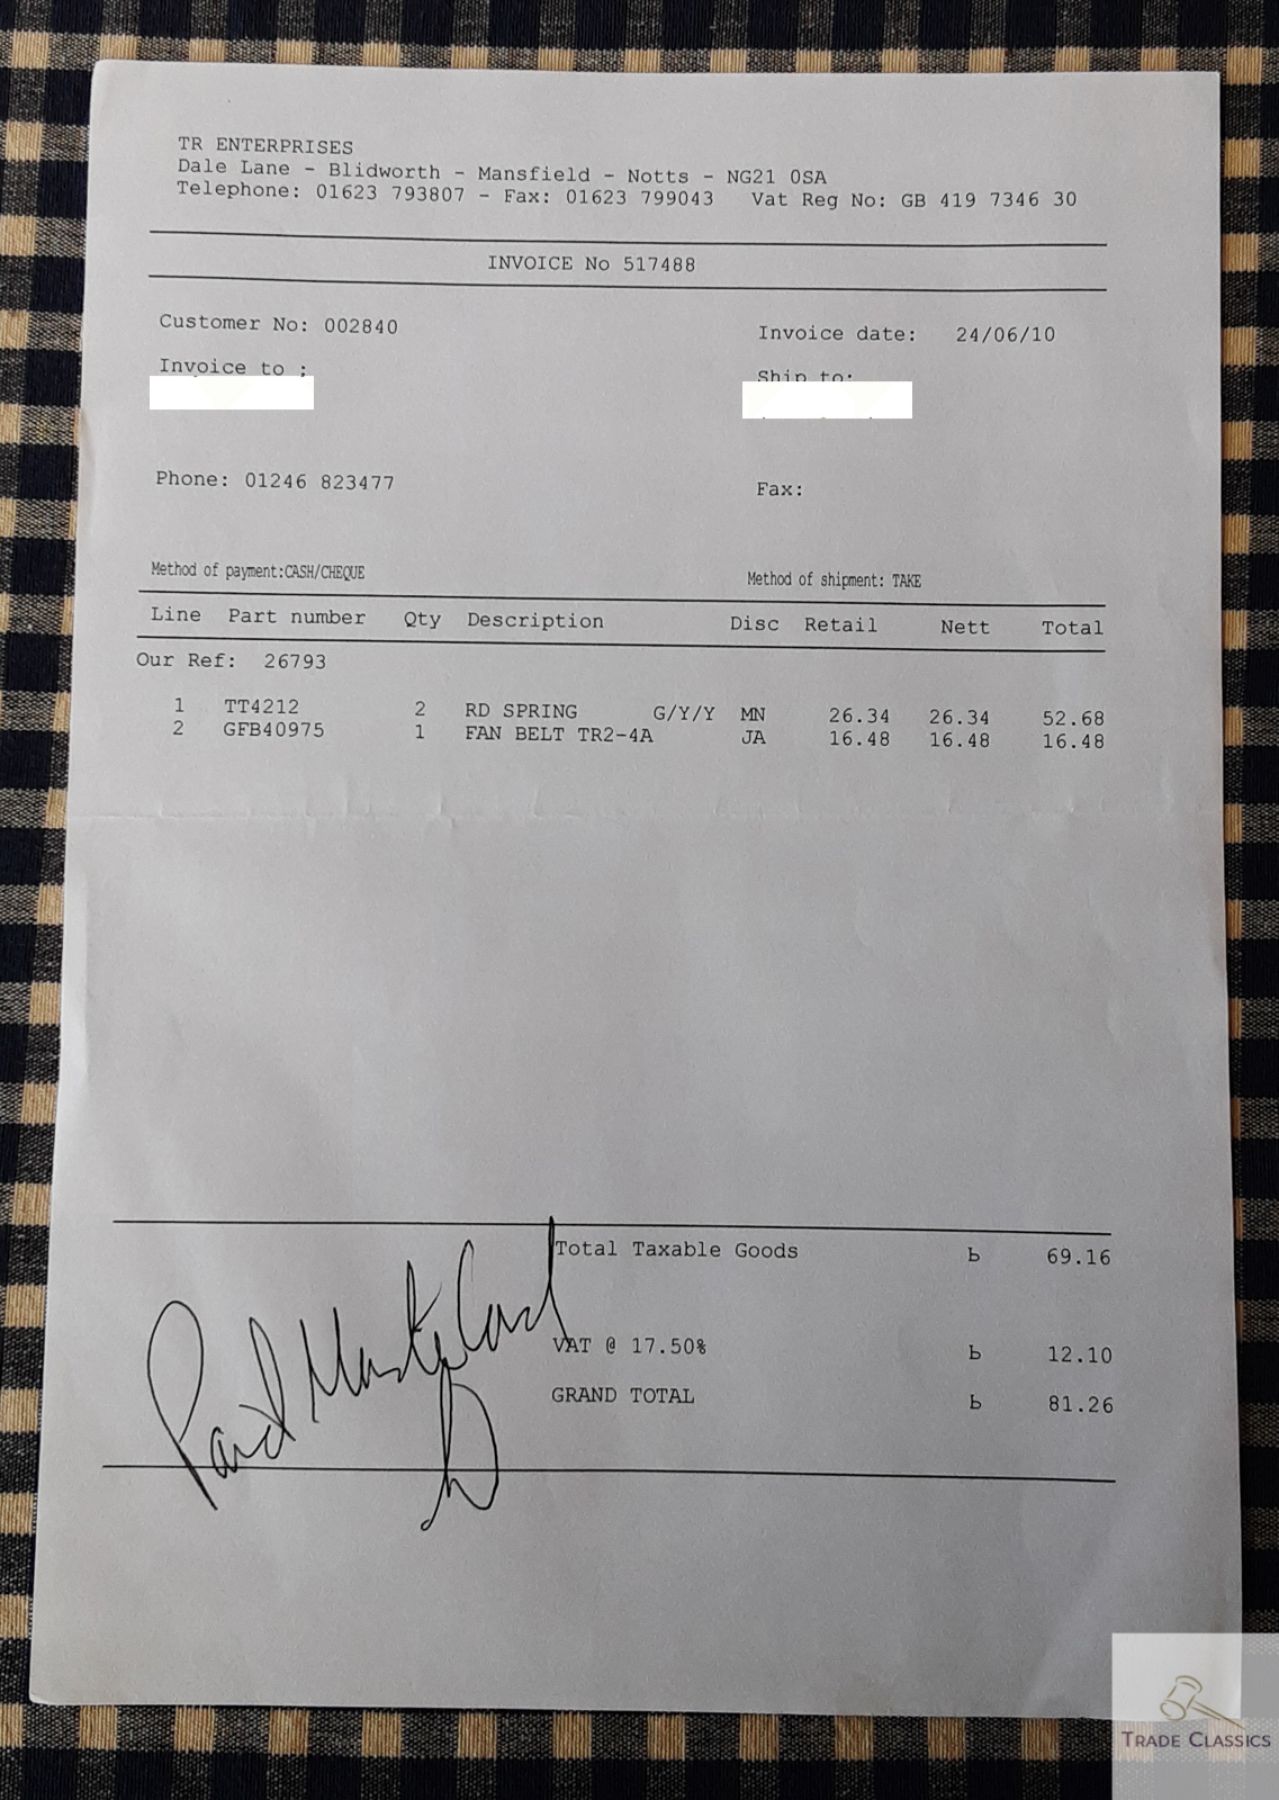 TR ENTERPRISES
Dale Lane - Blidworth - Mansfield - Notts - NG21 0SA
Telephone: 01623 793807 - Fax: 01623 799043 Vat Reg No: GB 419 7346 30
INVOICE No 517488
Customer No: 002840 Invoice date: 24/06/10
Invoice to : Ship to:
Phone: 01246 823477 Fax:
Method of payment:CASH/CHEQUE Method of shipment: TAKE
Line Part number Qty Description Disc Retail Nett Total
Our Ref: 26793
1 TT4212 2 RD SPRING G/Y/Y MN 26.34 26.34 52.68
2 GFB40975 1 FAN BELT TR2-4A JA 16.48 16.48 16.48
Total Taxable Goods ь 69.16
VAT @ 17.50% ь 12.10
GRAND TOTAL ь 81.26
Paid MasterCard
TRADE CLASSICS